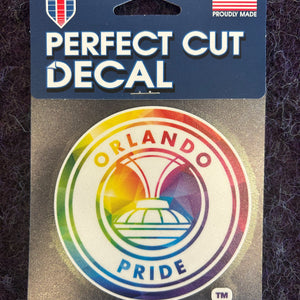 PROUDLY MADE
PERFECT CUT
DECAL
ORLANDO
PRIDE
TM